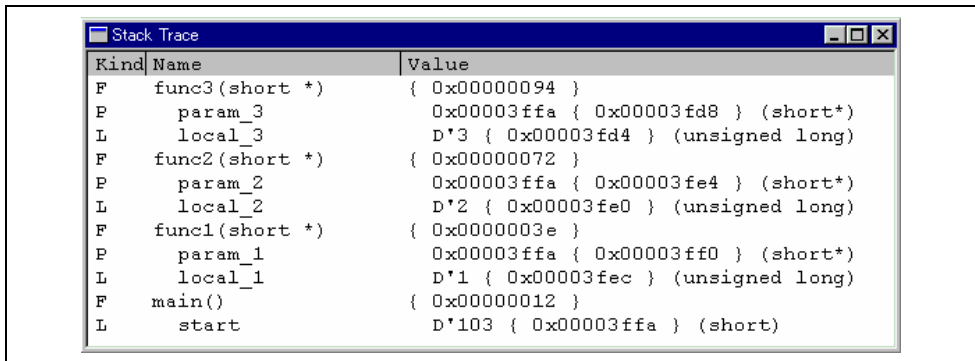 Stack Trace
Kind Name Value
F func3(short *) { 0x00000094 }
P param_3 0x00003ffa { 0x00003fd8 } (short*)
L local_3 D'3 { 0x00003fd4 } (unsigned long)
F func2(short *) { 0x00000072 }
P param_2 0x00003ffa { 0x00003fe4 } (short*)
L local_2 D'2 { 0x00003fe0 } (unsigned long)
F func1(short *) { 0x0000003e }
P param_1 0x00003ffa { 0x00003ff0 } (short*)
L local_1 D'1 { 0x00003fec } (unsigned long)
F main() { 0x00000012 }
L start D'103 { 0x00003ffa } (short)